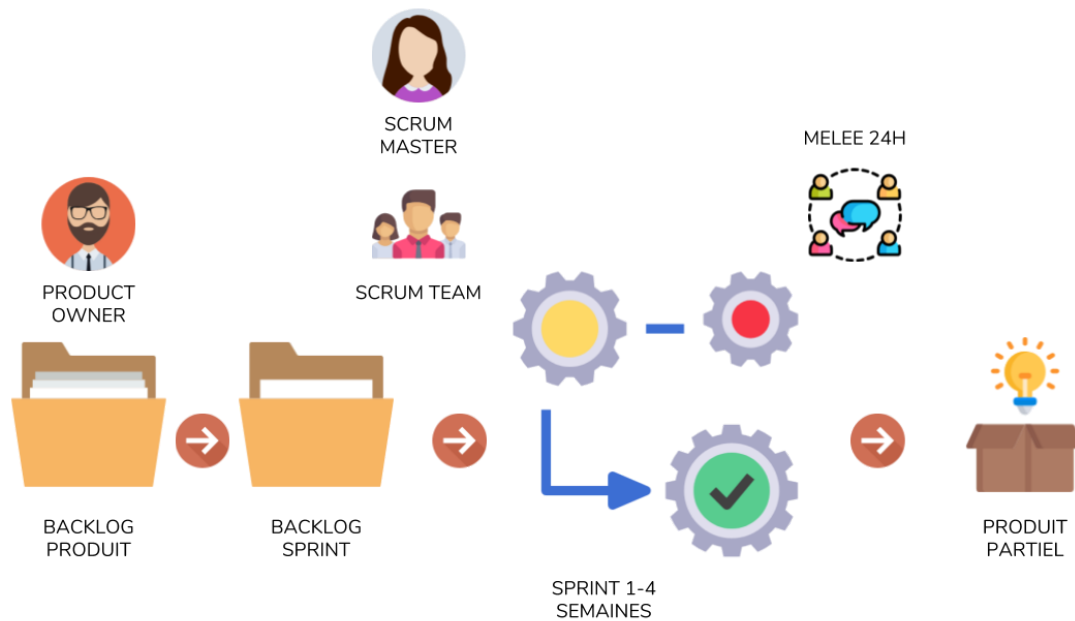 SCRUM
MASTER
MELEE 24H
PRODUCT
OWNER
SCRUM TEAM
BACKLOG
PRODUIT
BACKLOG
SPRINT
PRODUIT
PARTIEL
SPRINT 1-4
SEMAINES